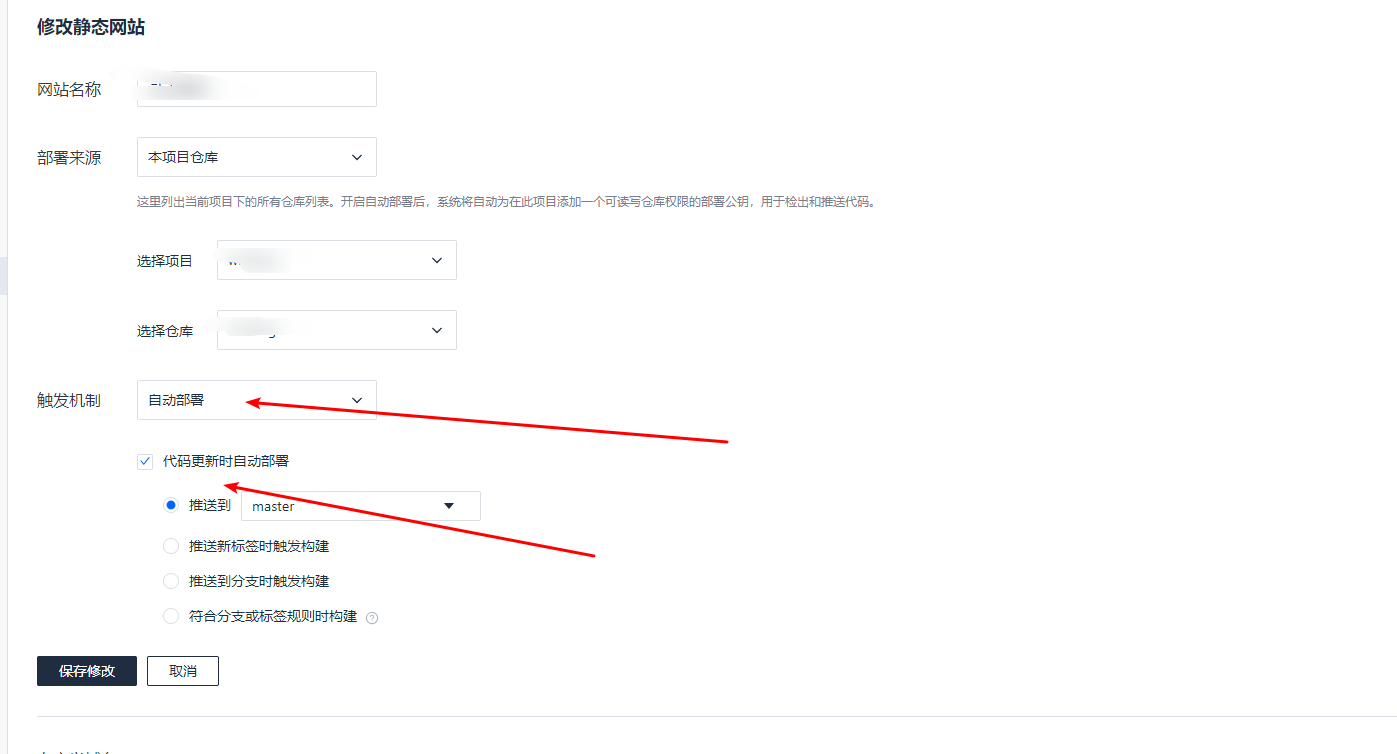 修改静态网站
网站名称
部署来源 本项目仓库
这里列出当前项目下的所有仓库列表。开启自动部署后，系统将自动为在此项目添加一个可读写仓库权限的部署公钥，用于检出和推送代码。
选择项目
选择仓库
触发机制 自动部署
代码更新时自动部署
推送到 master
推送新标签时触发构建
推送到分支时触发构建
符合分支或标签规则时构建 ?
保存修改 取消